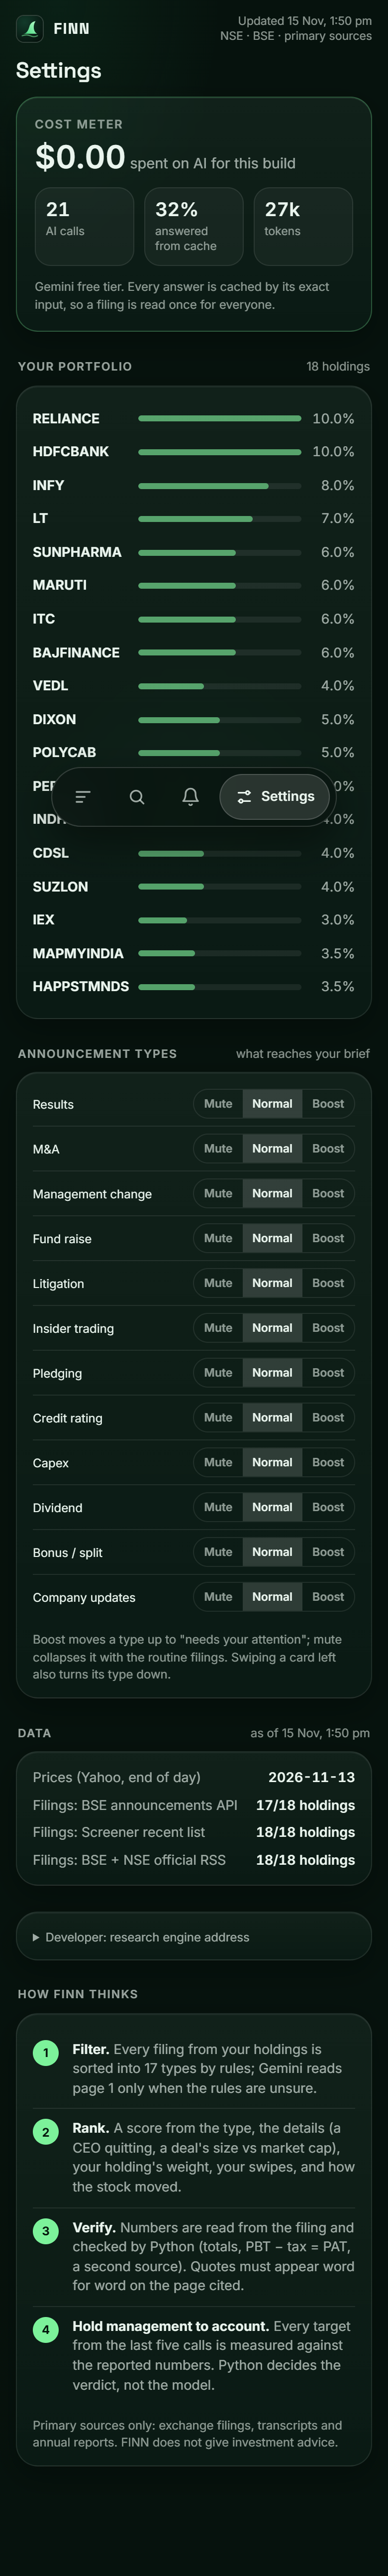 FINN
Updated 15 Nov, 1:50 pm
NSE · BSE · primary sources
Settings
COST METER
$0.00 spent on AI for this build
21
AI calls
32%
answered
from cache
27k
tokens
Gemini free tier. Every answer is cached by its exact
input, so a filing is read once for everyone.
YOUR PORTFOLIO 18 holdings
RELIANCE 10.0%
HDFCBANK 10.0%
INFY 8.0%
LT 7.0%
SUNPHARMA 6.0%
MARUTI 6.0%
ITC 6.0%
BAJFINANCE 6.0%
VEDL 4.0%
DIXON 5.0%
POLYCAB 5.0%
Settings
CDSL 4.0%
SUZLON 4.0%
IEX 3.0%
MAPMYINDIA 3.5%
HAPPSTMNDS 3.5%
ANNOUNCEMENT TYPES what reaches your brief
Results Mute Normal Boost
M&A Mute Normal Boost
Management change Mute Normal Boost
Fund raise Mute Normal Boost
Litigation Mute Normal Boost
Insider trading Mute Normal Boost
Pledging Mute Normal Boost
Credit rating Mute Normal Boost
Capex Mute Normal Boost
Dividend Mute Normal Boost
Bonus / split Mute Normal Boost
Company updates Mute Normal Boost
Boost moves a type up to "needs your attention"; mute
collapses it with the routine filings. Swiping a card left
also turns its type down.
DATA as of 15 Nov, 1:50 pm
Prices (Yahoo, end of day) 2026-11-13
Filings: BSE announcements API 17/18 holdings
Filings: Screener recent list 18/18 holdings
Filings: BSE + NSE official RSS 18/18 holdings
Developer: research engine address
HOW FINN THINKS
1 Filter. Every filing from your holdings is
sorted into 17 types by rules; Gemini reads
page 1 only when the rules are unsure.
2 Rank. A score from the type, the details (a
CEO quitting, a deal's size vs market cap),
your holding's weight, your swipes, and how
the stock moved.
3 Verify. Numbers are read from the filing and
checked by Python (totals, PBT − tax = PAT,
a second source). Quotes must appear word
for word on the page cited.
4 Hold management to account. Every target
from the last five calls is measured against
the reported numbers. Python decides the
verdict, not the model.
Primary sources only: exchange filings, transcripts and
annual reports. FINN does not give investment advice.